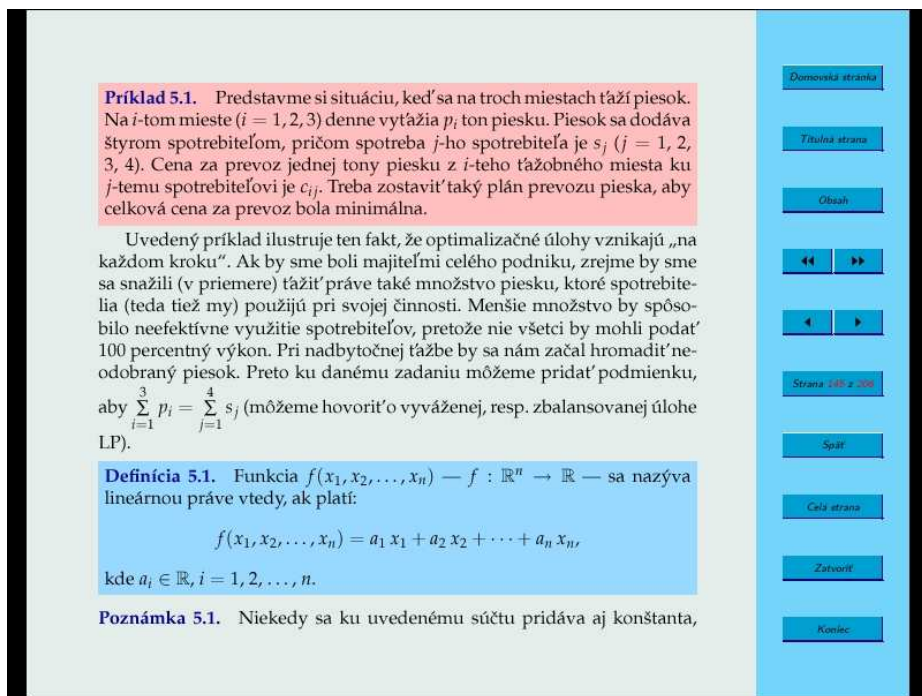 Príklad 5.1. Predstavme si situáciu, keď sa na troch miestach ťaží piesok.
Na i-tom mieste (i = 1, 2, 3) denne vyťažia p_i ton piesku. Piesok sa dodáva
štyrom spotrebiteľom, pričom spotreba j-ho spotrebiteľa je s_j (j = 1, 2,
3, 4). Cena za prevoz jednej tony piesku z i-teho ťažobného miesta ku
j-temu spotrebiteľovi je c_{ij}. Treba zostaviť taký plán prevozu pieska, aby
celková cena za prevoz bola minimálna.
Uvedený príklad ilustruje ten fakt, že optimalizačné úlohy vznikajú „na
každom kroku“. Ak by sme boli majiteľmi celého podniku, zrejme by sme
sa snažili (v priemere) ťažiť práve také množstvo piesku, ktoré spotrebite-
lia (teda tiež my) použijú pri svojej činnosti. Menšie množstvo by spôso-
bilo neefektívne využitie spotrebiteľov, pretože nie všetci by mohli podať
100 percentný výkon. Pri nadbytočnej ťažbe by sa nám začal hromadiť ne-
odobraný piesok. Preto ku danému zadaniu môžeme pridať podmienku,
aby \sum_{i=1}^{3} p_i = \sum_{j=1}^{4} s_j (môžeme hovoriť o vyváženej, resp. zbalansovanej úlohe
LP).
Definícia 5.1. Funkcia f(x_1, x_2, . . . , x_n) — f : ℝ^n → ℝ — sa nazýva
lineárnou práve vtedy, ak platí:
f(x_1, x_2, . . . , x_n) = a_1 x_1 + a_2 x_2 + · · · + a_n x_n,
kde a_i ∈ ℝ, i = 1, 2, . . . , n.
Poznámka 5.1. Niekedy sa ku uvedenému súčtu pridáva aj konštanta,
Domovská stránka
Titulná strana
Obsah
Strana 145 z 206
Späť
Celá strana
Zatvoriť
Koniec